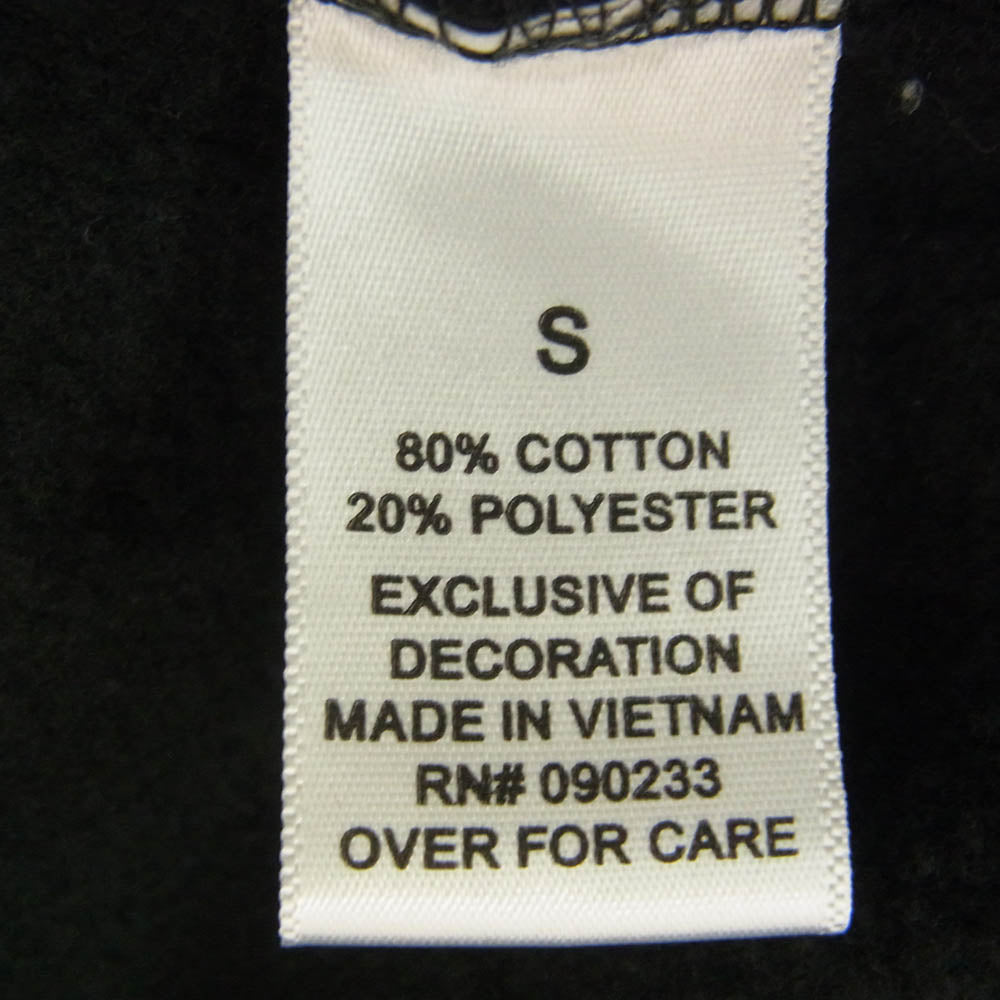 S
80% COTTON
20% POLYESTER
EXCLUSIVE OF
DECORATION
MADE IN VIETNAM
RN# 090233
OVER FOR CARE